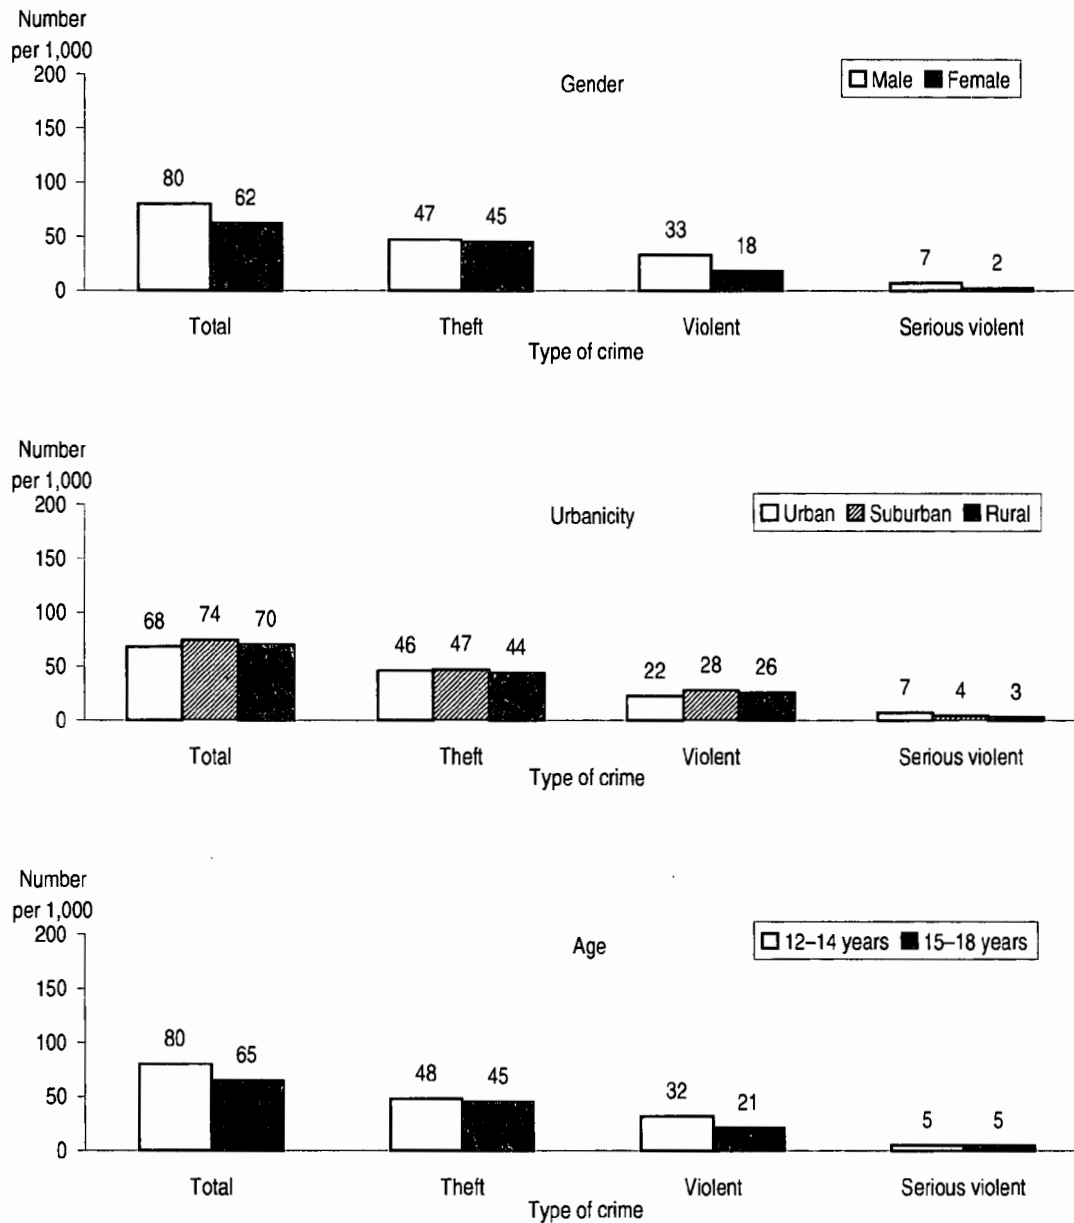 Number
per 1,000
Gender
Male Female
200
150
100
50
0
80 62 47 45 33 18 7 2
Total Theft Violent Serious violent
Type of crime
Number
per 1,000
Urbanicity
Urban Suburban Rural
200
150
100
50
0
68 74 70 46 47 44 22 28 26 7 4 3
Total Theft Violent Serious violent
Type of crime
Number
per 1,000
Age
12–14 years 15–18 years
200
150
100
50
0
80 65 48 45 32 21 5 5
Total Theft Violent Serious violent
Type of crime